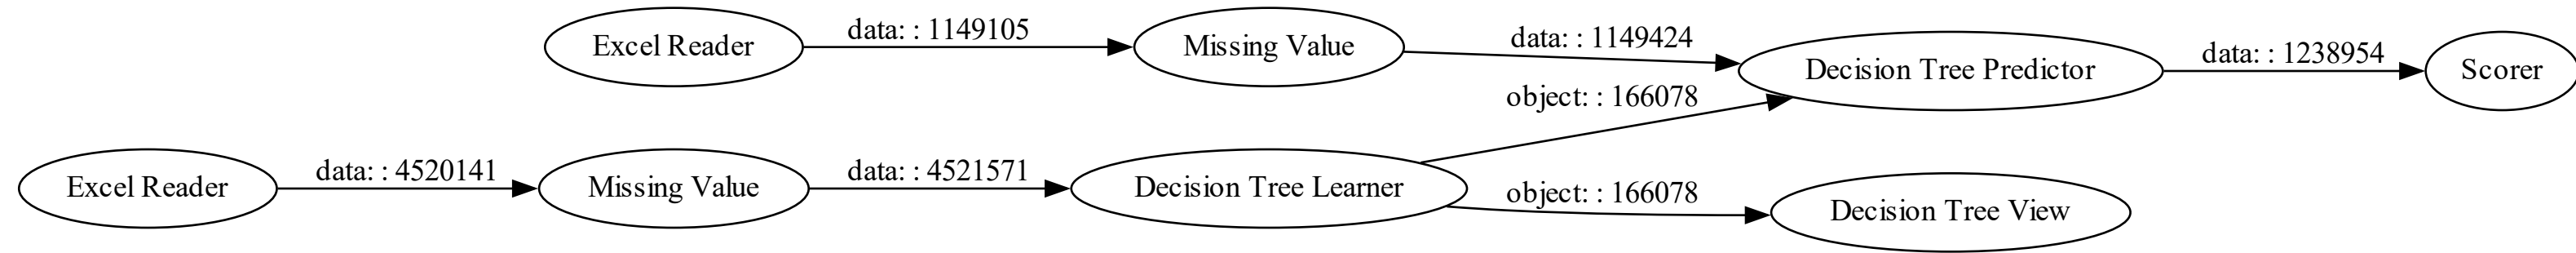 Excel Reader
data: : 1149105
Missing Value
data: : 1149424
Decision Tree Predictor
data: : 1238954
Scorer
object: : 166078
Excel Reader
data: : 4520141
Missing Value
data: : 4521571
Decision Tree Learner
object: : 166078
Decision Tree View